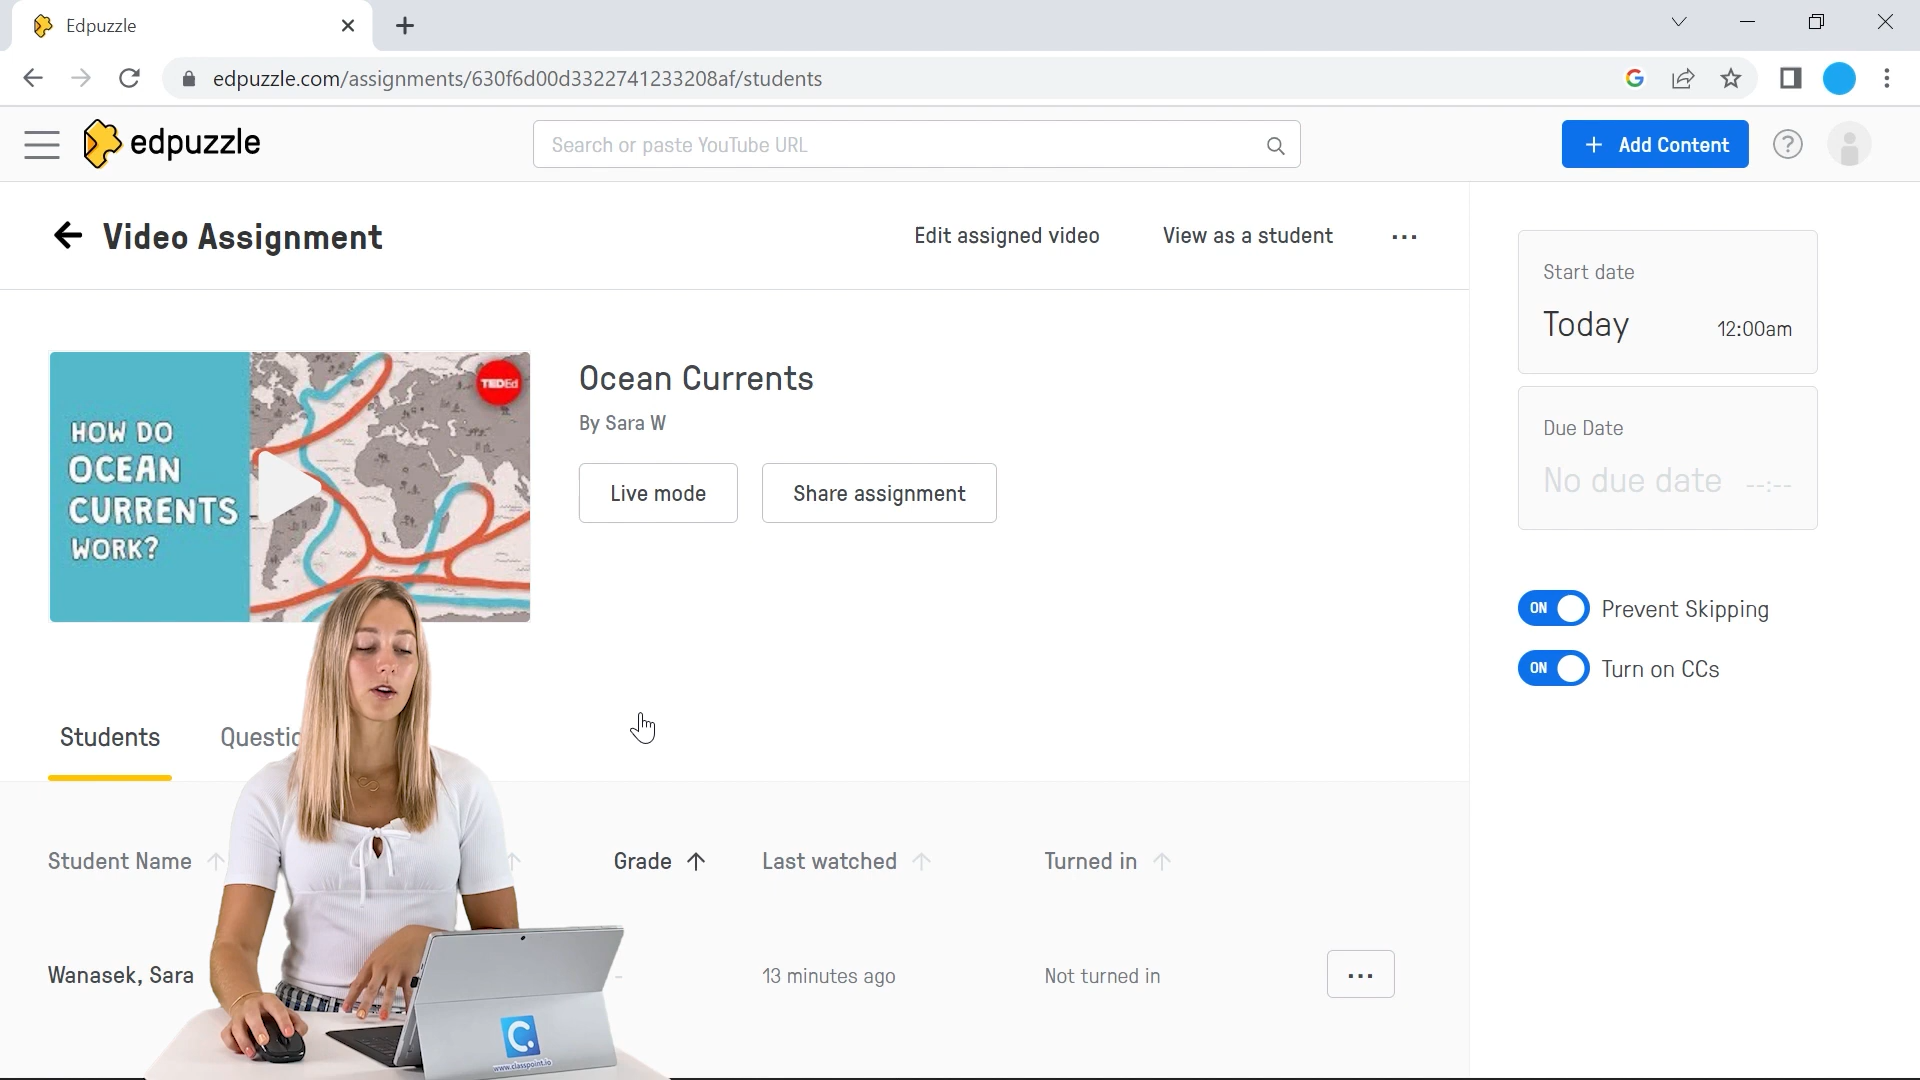 Edpuzzle
edpuzzle.com/assignments/630f6d00d3322741233208af/students
edpuzzle
Search or paste YouTube URL
+ Add Content
?
Video Assignment
Edit assigned video
View as a student
...
Start date
Today 12:00am
Due Date
No due date --:--
ON Prevent Skipping
ON Turn on CCs
HOW DO
OCEAN
CURRENTS
WORK?
TEDEd
Ocean Currents
By Sara W
Live mode
Share assignment
Students
Questio
Student Name
Grade
Last watched
Turned in
Wanasek, Sara
-
13 minutes ago
Not turned in
...
C.
www.classpoint.io